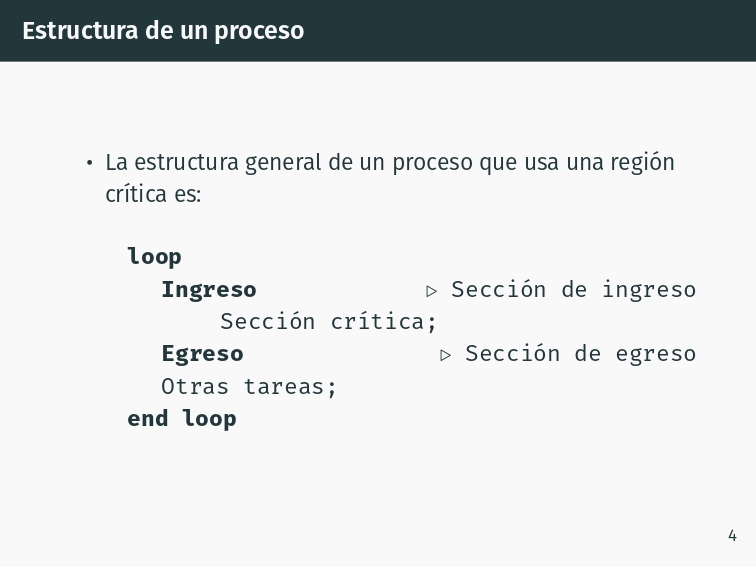 Estructura de un proceso
• La estructura general de un proceso que usa una región
crítica es:
loop
Ingreso ▷ Sección de ingreso
Sección crítica;
Egreso ▷ Sección de egreso
Otras tareas;
end loop
4